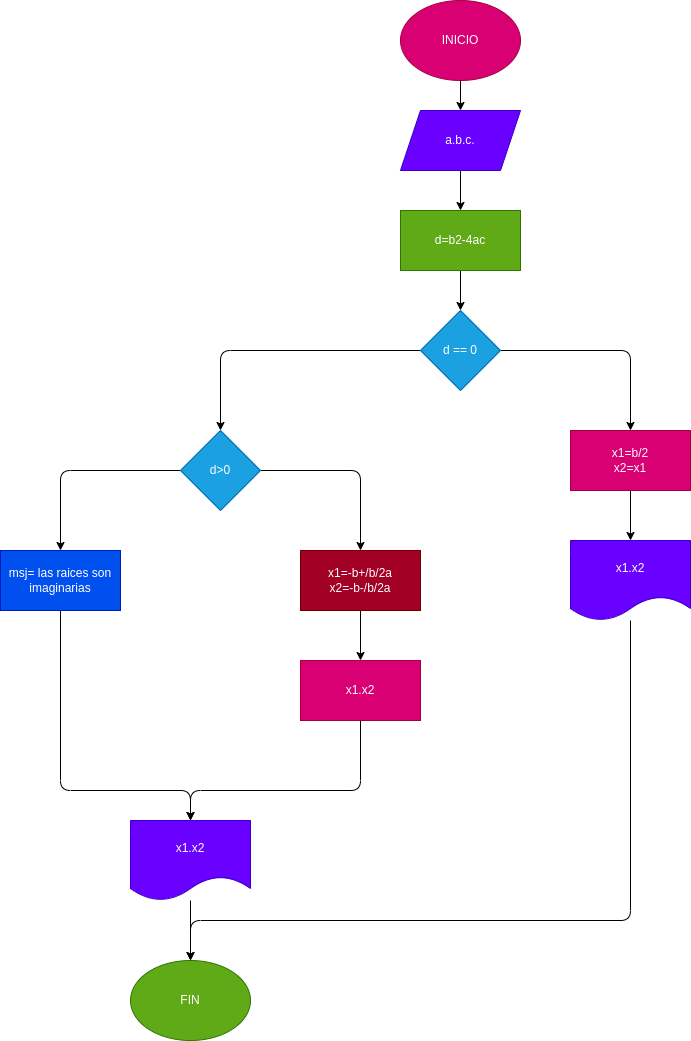 INICIO
a.b.c.
d=b2-4ac
d == 0
d>0
x1=b/2
x2=x1
msj= las raices son
imaginarias
x1=-b+/b/2a
x2=-b-/b/2a
x1.x2
x1.x2
x1.x2
FIN